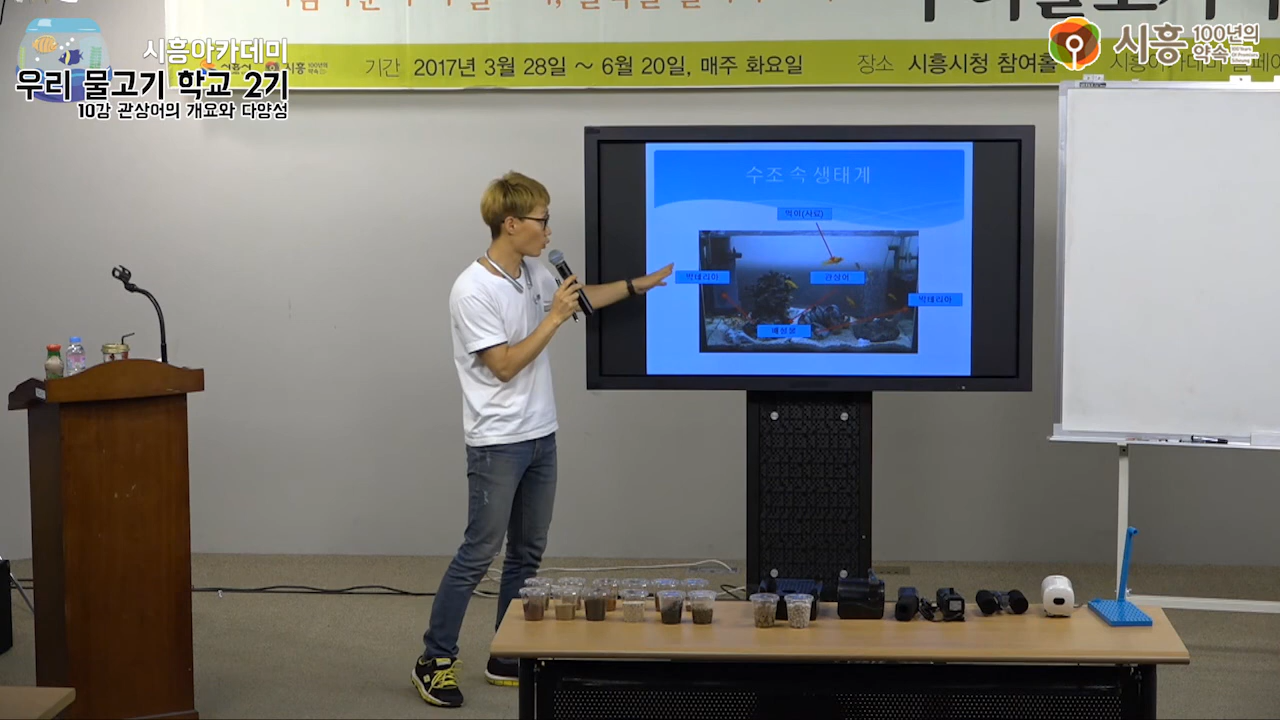 시흥아카데미
우리 물고기 학교 2기
10강 관상어의 개요와 다양성
시흥 100년의 약속
기간 2017년 3월 28일 ~ 6월 20일, 매주 화요일
장소 시흥시청 참여홀
수조 속 생태계
먹이(사료)
박테리아
관상어
박테리아
배설물